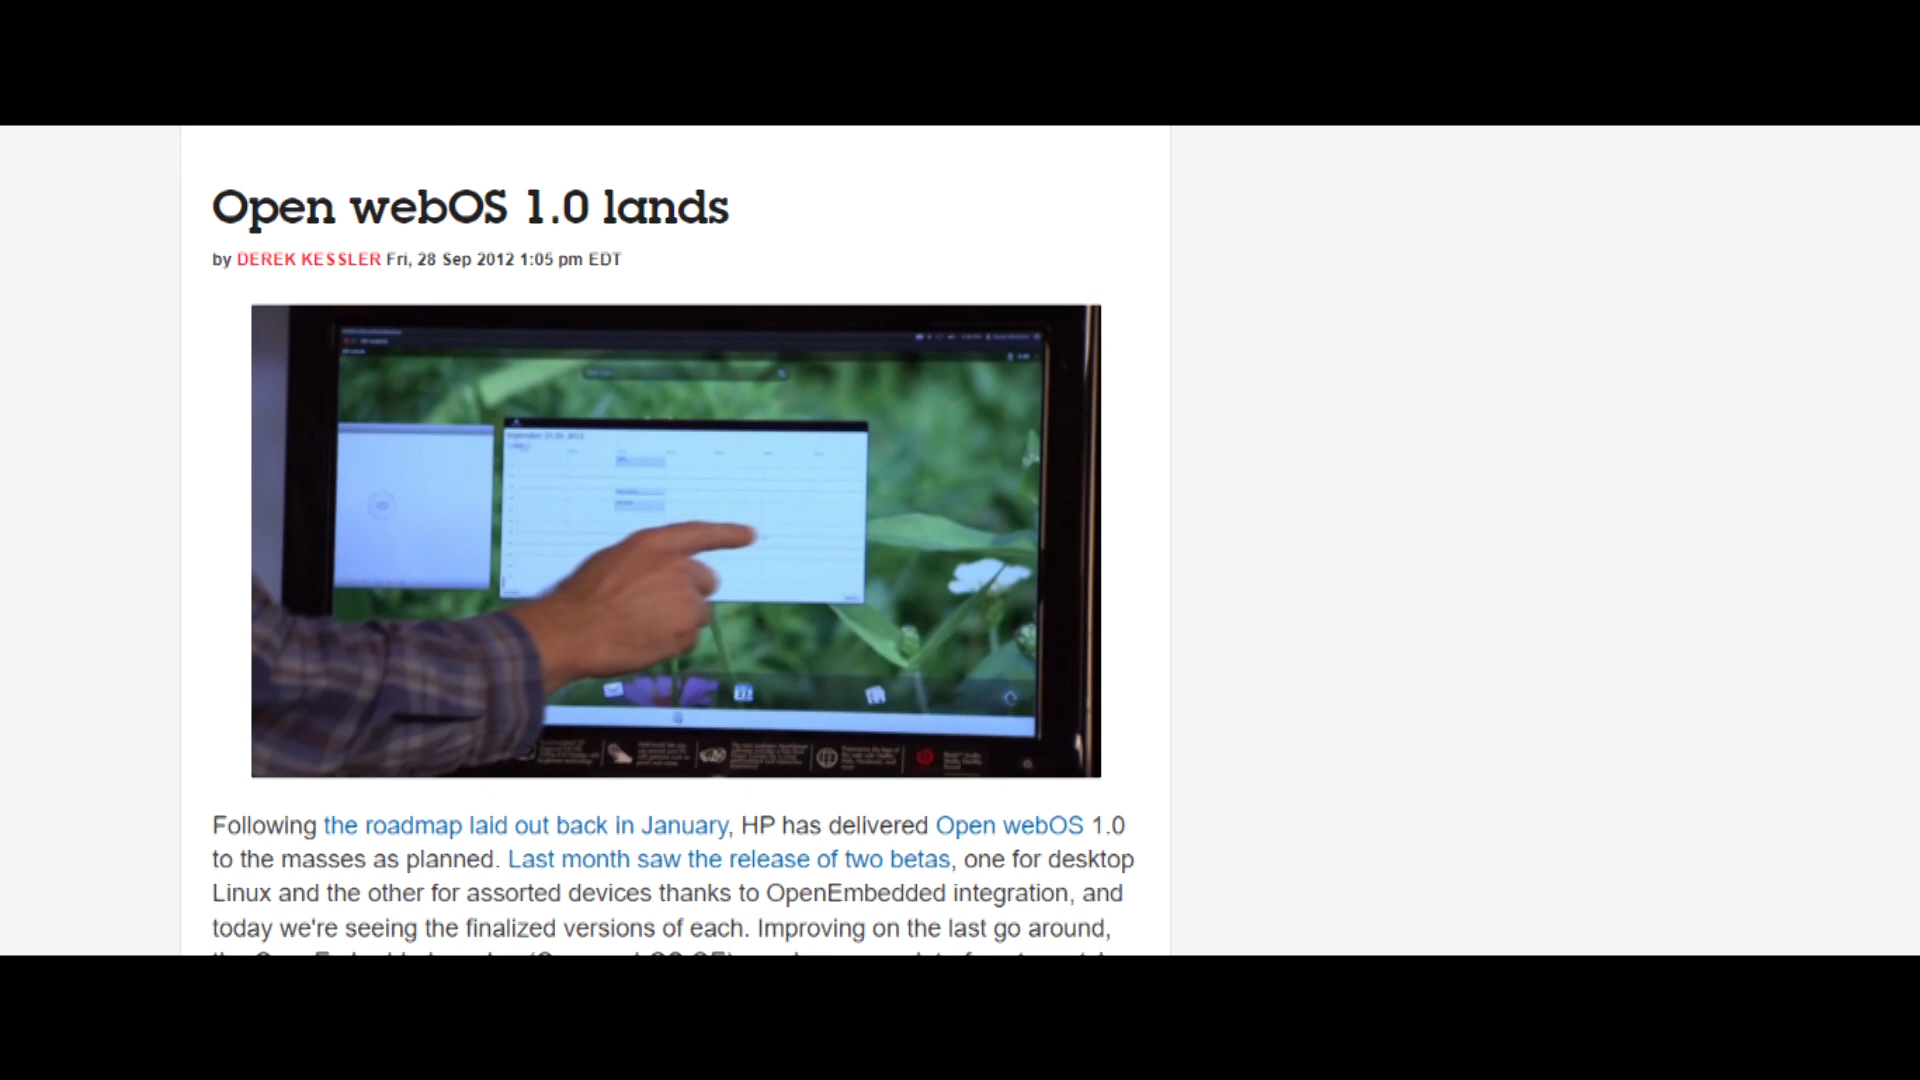 Open webOS 1.0 lands
by DEREK KESSLER Fri, 28 Sep 2012 1:05 pm EDT
Following the roadmap laid out back in January, HP has delivered Open webOS 1.0
to the masses as planned. Last month saw the release of two betas, one for desktop
Linux and the other for assorted devices thanks to OpenEmbedded integration, and
today we're seeing the finalized versions of each. Improving on the last go around,